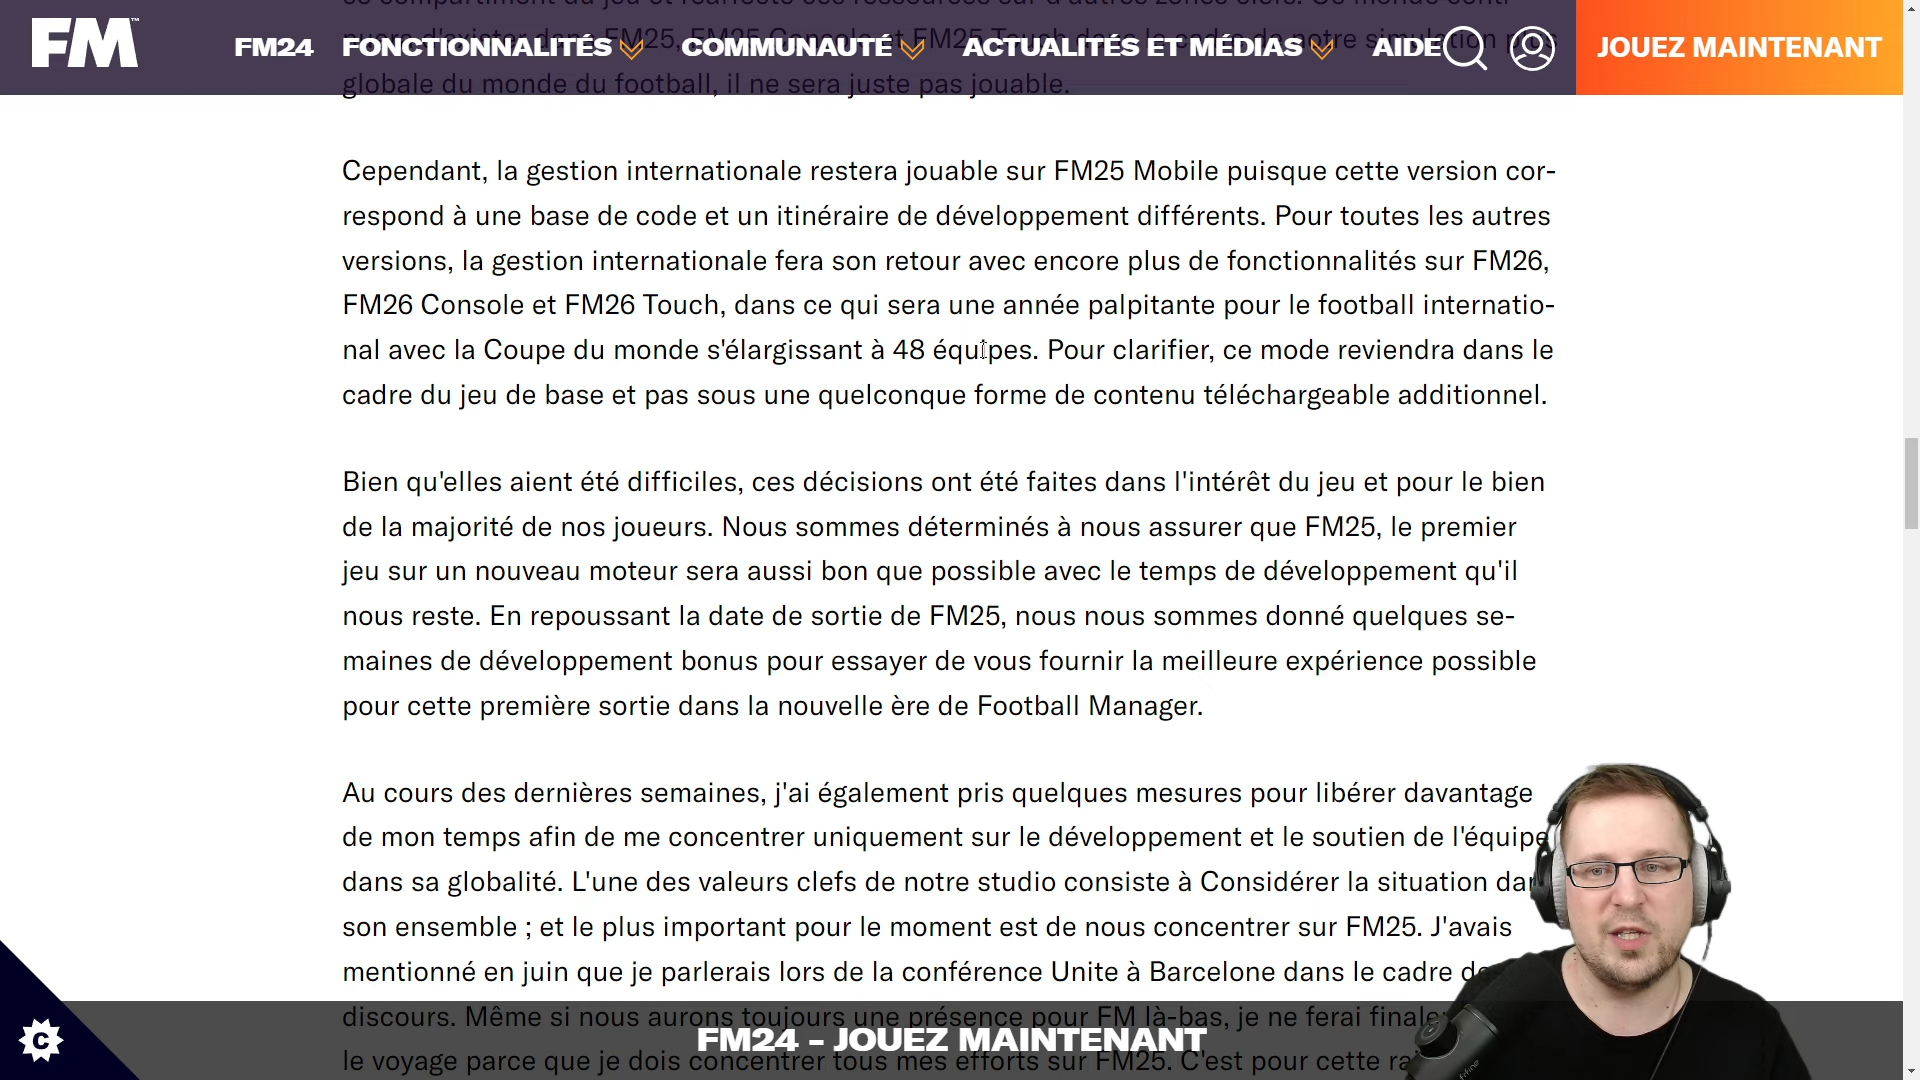 FM™
FM24 FONCTIONNALITÉS COMMUNAUTÉ ACTUALITÉS ET MÉDIAS AIDE JOUEZ MAINTENANT
globale du monde du football, il ne sera juste pas jouable.
Cependant, la gestion internationale restera jouable sur FM25 Mobile puisque cette version cor-
respond à une base de code et un itinéraire de développement différents. Pour toutes les autres
versions, la gestion internationale fera son retour avec encore plus de fonctionnalités sur FM26,
FM26 Console et FM26 Touch, dans ce qui sera une année palpitante pour le football internatio-
nal avec la Coupe du monde s'élargissant à 48 équipes. Pour clarifier, ce mode reviendra dans le
cadre du jeu de base et pas sous une quelconque forme de contenu téléchargeable additionnel.
Bien qu'elles aient été difficiles, ces décisions ont été faites dans l'intérêt du jeu et pour le bien
de la majorité de nos joueurs. Nous sommes déterminés à nous assurer que FM25, le premier
jeu sur un nouveau moteur sera aussi bon que possible avec le temps de développement qu'il
nous reste. En repoussant la date de sortie de FM25, nous nous sommes donné quelques se-
maines de développement bonus pour essayer de vous fournir la meilleure expérience possible
pour cette première sortie dans la nouvelle ère de Football Manager.
Au cours des dernières semaines, j'ai également pris quelques mesures pour libérer davantage
de mon temps afin de me concentrer uniquement sur le développement et le soutien de l'équipe
dans sa globalité. L'une des valeurs clefs de notre studio consiste à Considérer la situation
son ensemble ; et le plus important pour le moment est de nous concentrer sur FM25. J'avais
mentionné en juin que je parlerais lors de la conférence Unite à Barcelone dans le cadre
discours. Même si nous aurons toujours une présence pour FM là-bas, je ne ferai
le voyage parce que je dois concentrer tous mes efforts sur FM25. C'est pour cette
FM24 - JOUEZ MAINTENANT
C